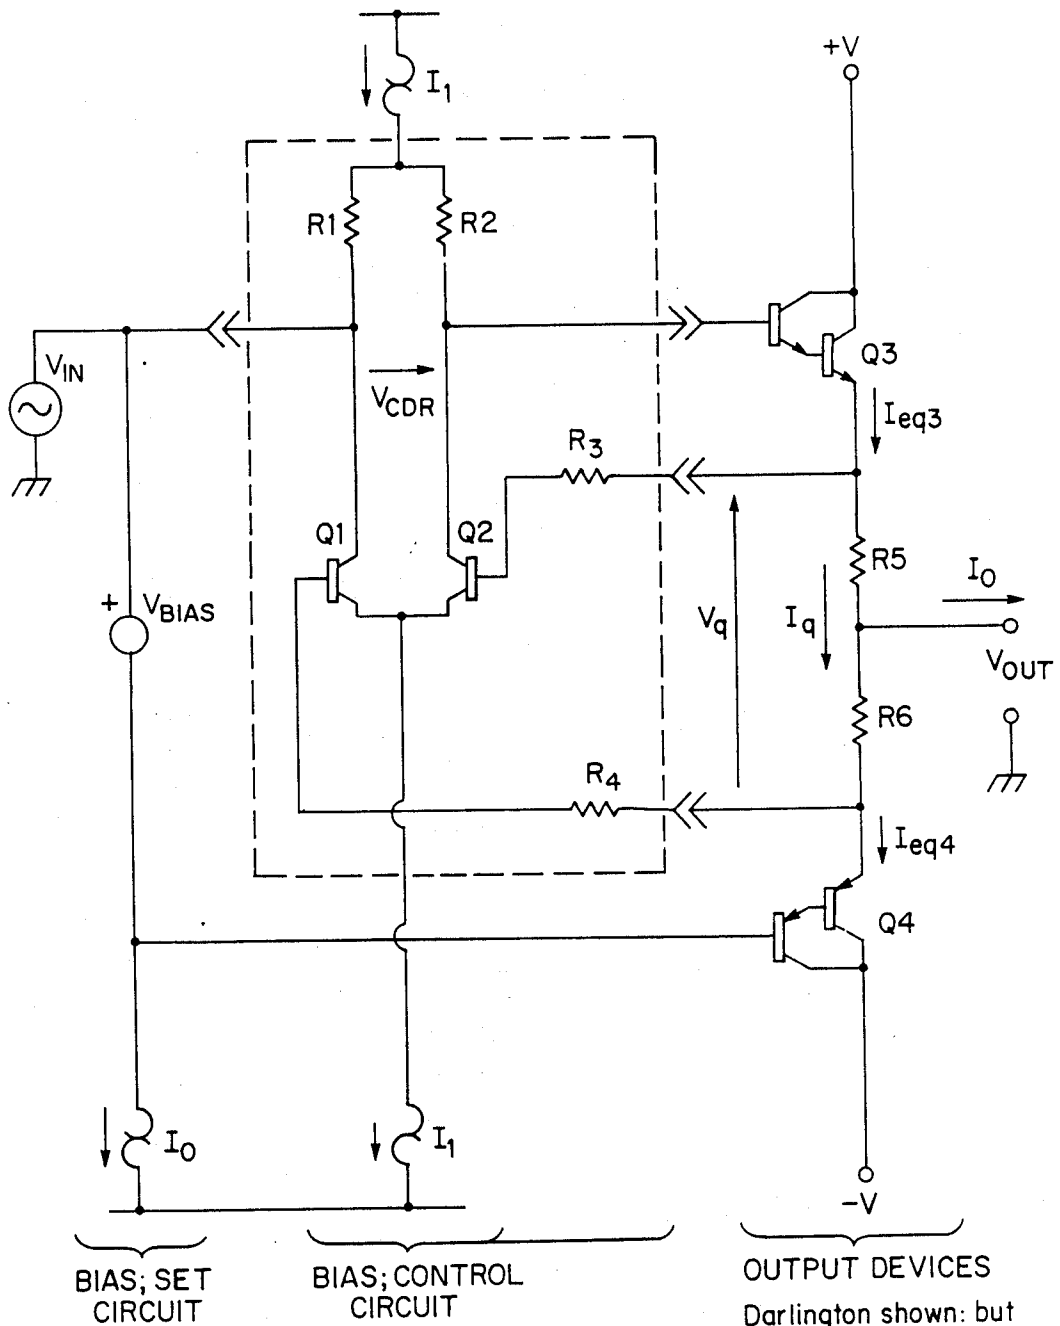 I1
+V
R1
R2
VIN
VCDR
Q3
Ieq3
R3
Q1
Q2
+
VBIAS
R5
IO
Vq
Iq
VOUT
R6
R4
Ieq4
Q4
IO
I1
-V
BIAS; SET
CIRCUIT
BIAS; CONTROL
CIRCUIT
OUTPUT DEVICES
Darlington shown: but